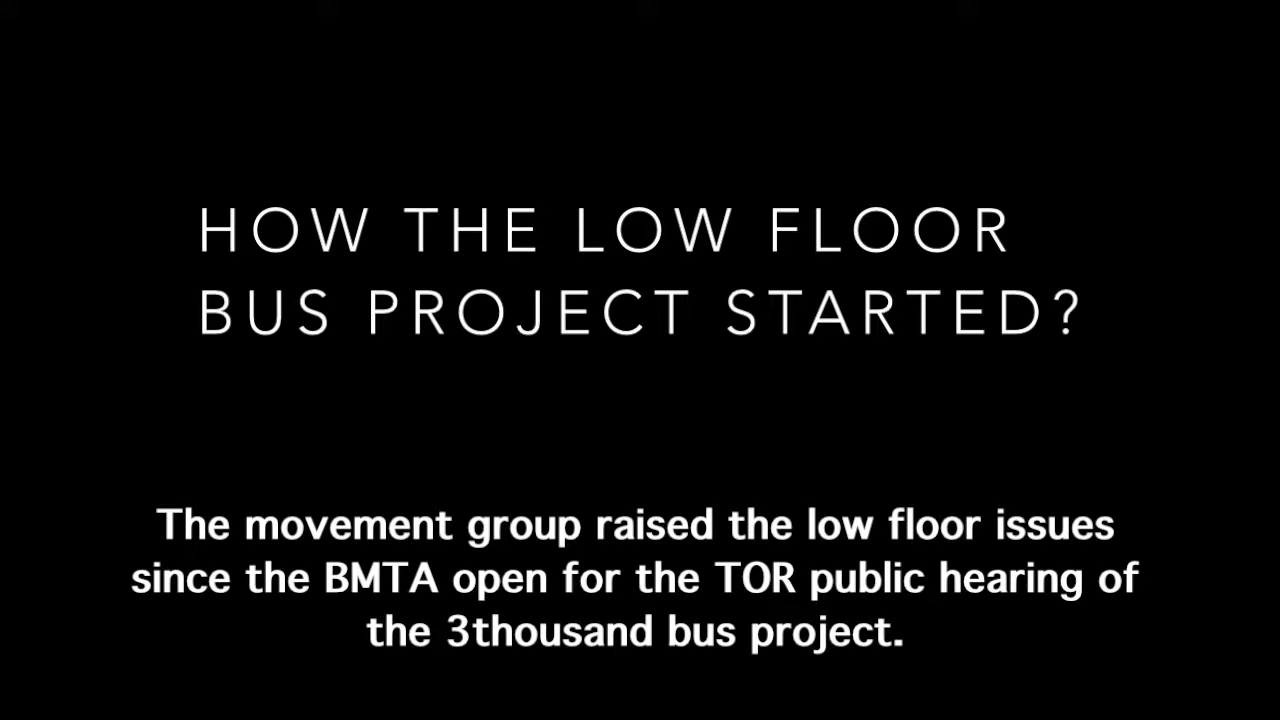 HOW THE LOW FLOOR
BUS PROJECT STARTED?
The movement group raised the low floor issues
since the BMTA open for the TOR public hearing of
the 3thousand bus project.